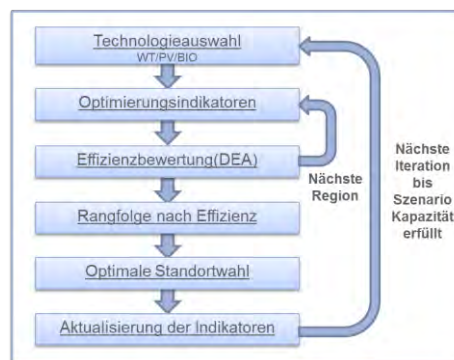 Technologieauswahl
WT/PV/BIO
Optimierungsindikatoren
Effizienzbewertung(DEA)
Rangfolge nach Effizienz
Optimale Standortwahl
Aktualisierung der Indikatoren
Nächste
Region
Nächste
Iteration
bis
Szenario
Kapazität
erfüllt